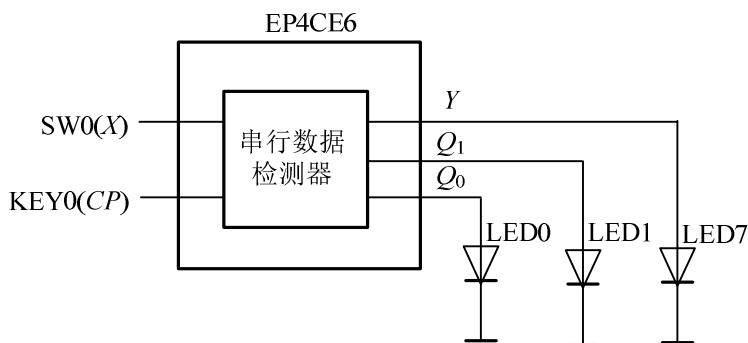 EP4CE6
SW0(X)
KEY0(CP)
串行数据
检测器
Y
Q1
Q0
LED0
LED1
LED7